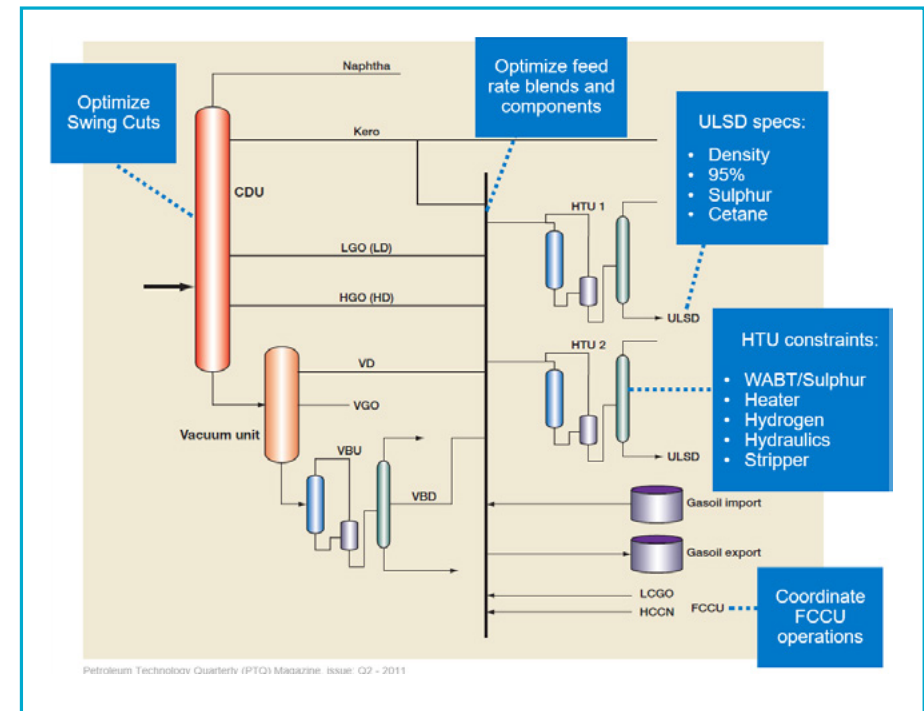 Naphtha
Optimize
Swing Cuts
Optimize feed
rate blends and
components
Kero
ULSD specs:
• Density
• 95%
• Sulphur
• Cetane
CDU
HTU 1
LGO (LD)
HGO (HD)
ULSD
HTU 2
HTU constraints:
• WABT/Sulphur
• Heater
• Hydrogen
• Hydraulics
• Stripper
VD
VGO
Vacuum unit
VBU
VBD
ULSD
Gasoil import
Gasoil export
LCGO
HCCN
FCCU
Coordinate
FCCU
operations
Petroleum Technology Quarterly (PTQ) Magazine, issue: Q2 - 2011